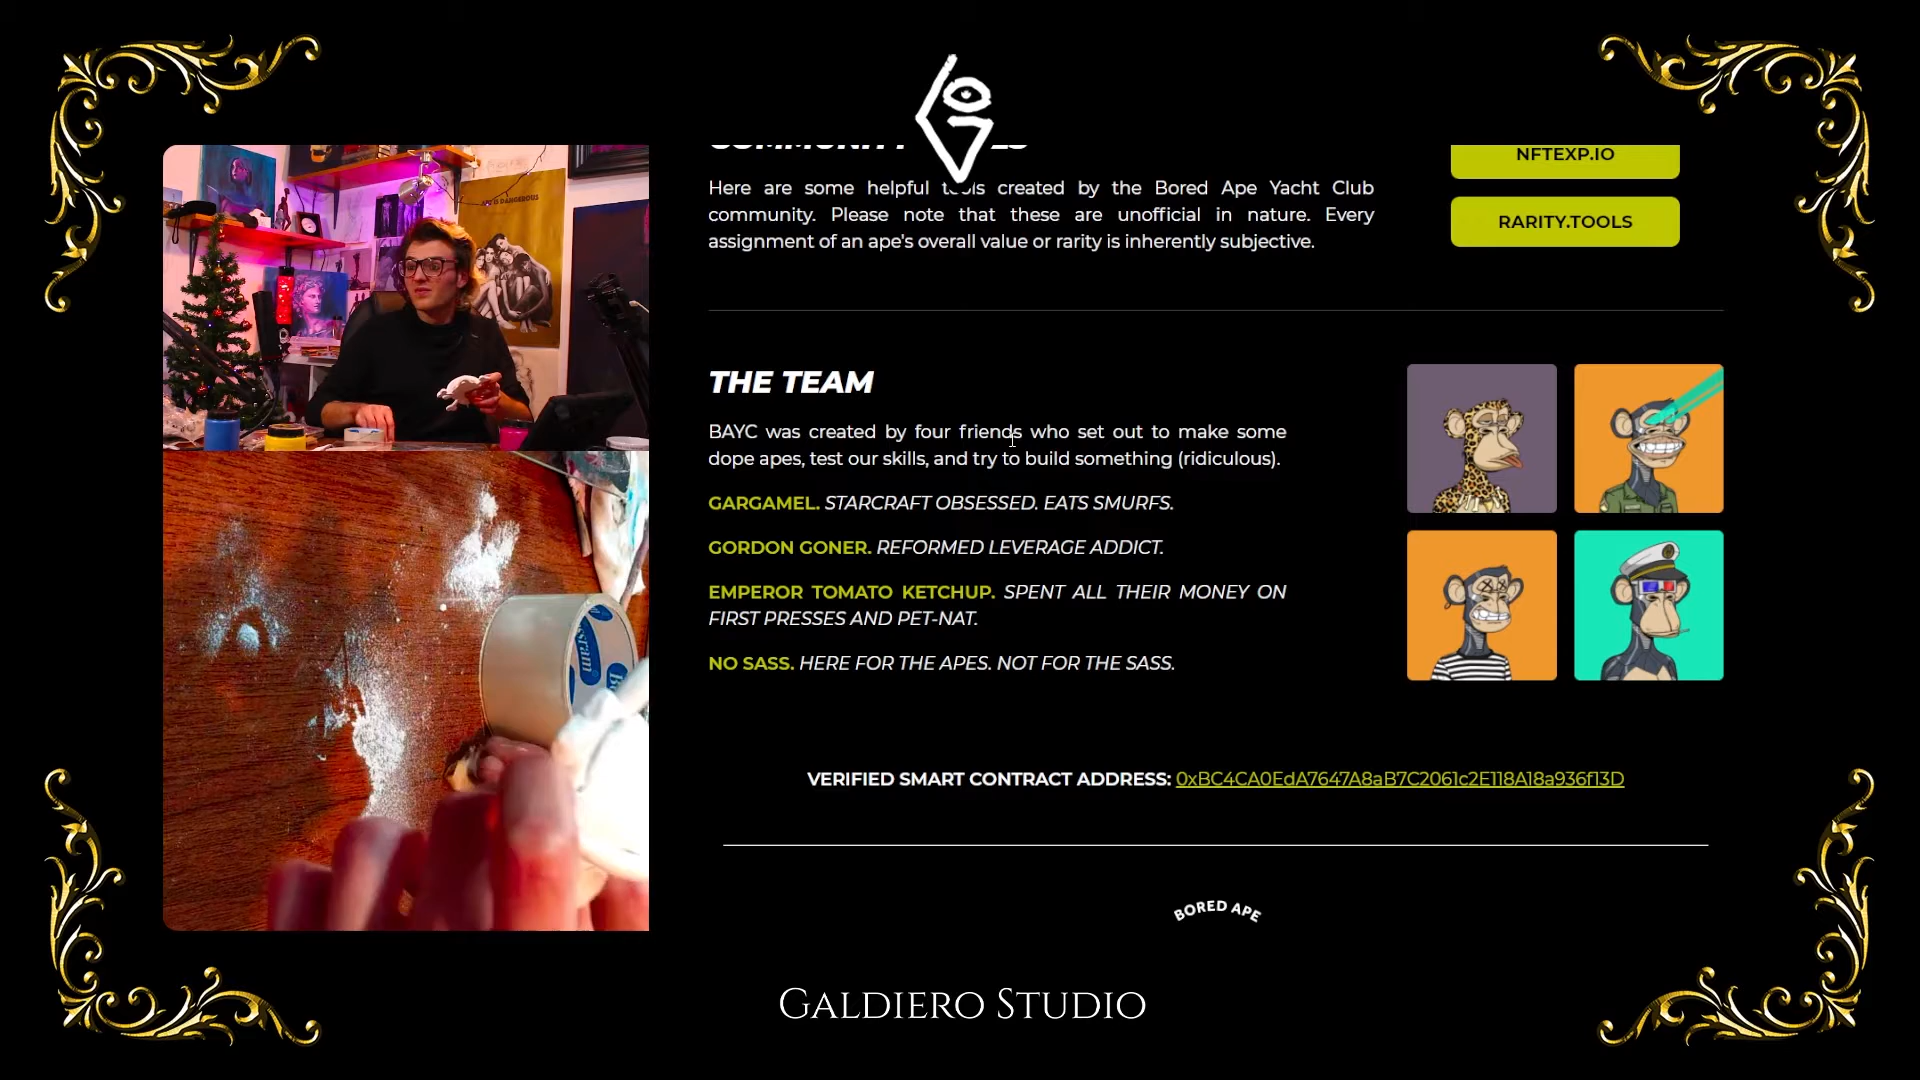 NFTEXP.IO
Here are some helpful tools created by the Bored Ape Yacht Club
community. Please note that these are unofficial in nature. Every
assignment of an ape's overall value or rarity is inherently subjective.
RARITY.TOOLS
THE TEAM
BAYC was created by four friends who set out to make some
dope apes, test our skills, and try to build something (ridiculous).
GARGAMEL. STARCRAFT OBSESSED. EATS SMURFS.
GORDON GONER. REFORMED LEVERAGE ADDICT.
EMPEROR TOMATO KETCHUP. SPENT ALL THEIR MONEY ON
FIRST PRESSES AND PET-NAT.
NO SASS. HERE FOR THE APES. NOT FOR THE SASS.
VERIFIED SMART CONTRACT ADDRESS: 0xBC4CA0EdA7647A8aB7C2061c2E118A18a936f13D
BORED APE
GALDIERO STUDIO